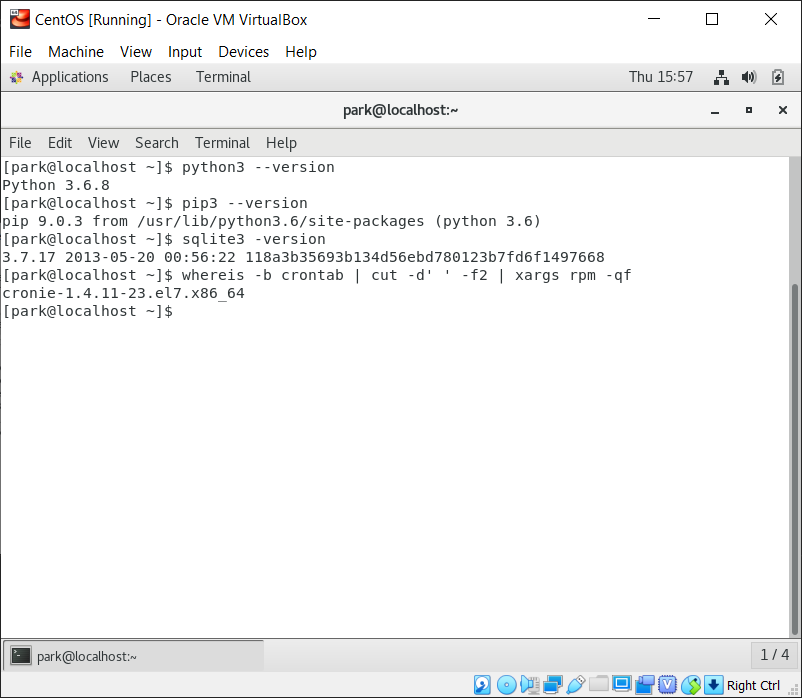 CentOS [Running] - Oracle VM VirtualBox
File Machine View Input Devices Help
Applications Places Terminal Thu 15:57
park@localhost:~
File Edit View Search Terminal Help
[park@localhost ~]$ python3 --version
Python 3.6.8
[park@localhost ~]$ pip3 --version
pip 9.0.3 from /usr/lib/python3.6/site-packages (python 3.6)
[park@localhost ~]$ sqlite3 -version
3.7.17 2013-05-20 00:56:22 118a3b35693b134d56ebd780123b7fd6f1497668
[park@localhost ~]$ whereis -b crontab | cut -d' ' -f2 | xargs rpm -qf
cronie-1.4.11-23.el7.x86_64
[park@localhost ~]$
park@localhost:~ 1 / 4
Right Ctrl